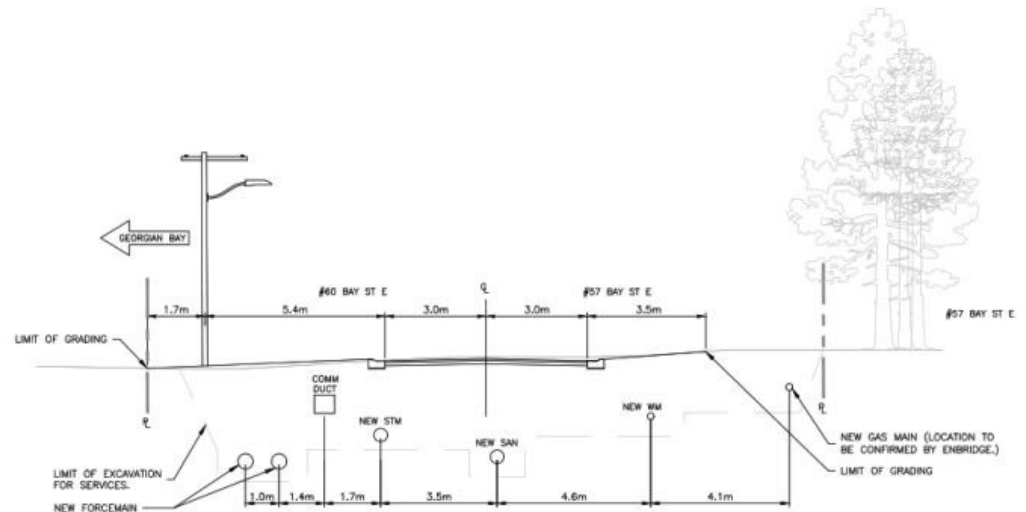 GEORGIAN BAY
#60 BAY ST E
℄
#57 BAY ST E
1.7m
5.4m
3.0m
3.0m
3.5m
#57 BAY ST E
LIMIT OF GRADING
COMM
DUCT
NEW STM
NEW SAN
NEW WM
℄
℄
NEW GAS MAIN (LOCATION TO
BE CONFIRMED BY ENBRIDGE.)
LIMIT OF GRADING
LIMIT OF EXCAVATION
FOR SERVICES.
NEW FORCEMAIN
1.0m
1.4m
1.7m
3.5m
4.6m
4.1m